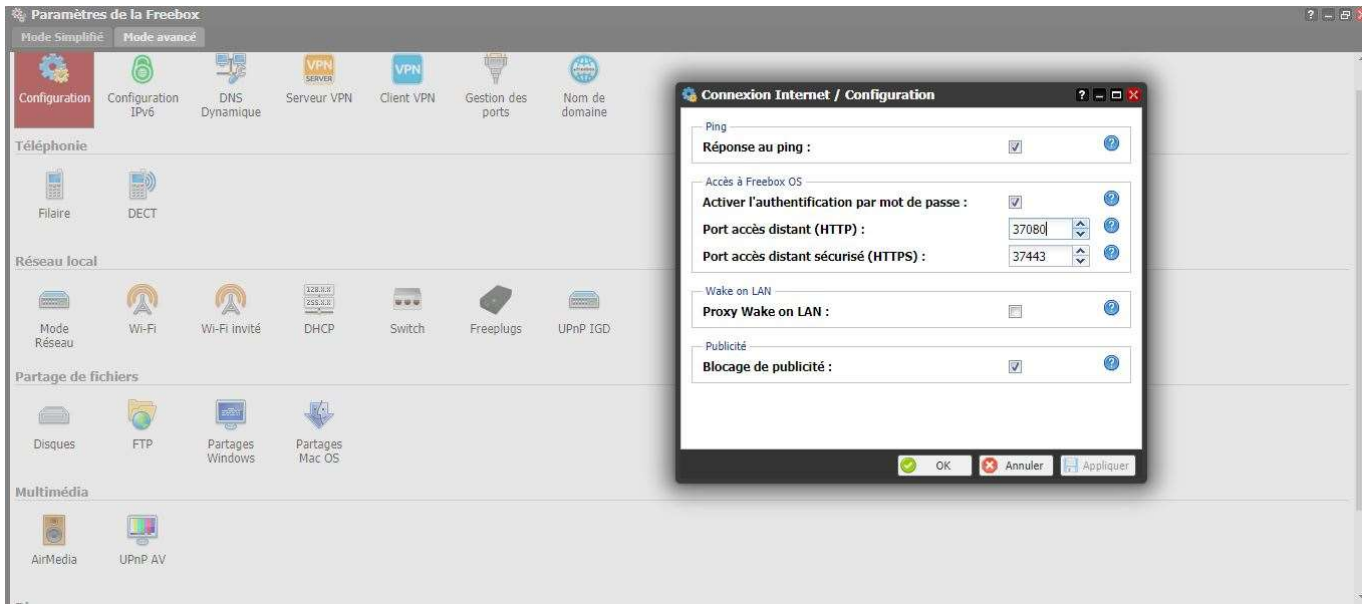 Paramètres de la Freebox
Mode Simplifié
Mode avancé
VPN
SERVER
VPN
Configuration
Configuration IPv6
DNS Dynamique
Serveur VPN
Client VPN
Gestion des ports
Nom de domaine
Téléphonie
Filaire
DECT
Réseau local
128.X.X
255.X.X
Mode Réseau
Wi-Fi
Wi-Fi invité
DHCP
Switch
Freeplugs
UPnP IGD
Partage de fichiers
Disques
FTP
Partages Windows
Partages Mac OS
Multimédia
AirMedia
UPnP AV
Connexion Internet / Configuration
Ping
Réponse au ping :
Accès à Freebox OS
Activer l'authentification par mot de passe :
Port accès distant (HTTP) :
37080
Port accès distant sécurisé (HTTPS) :
37443
Wake on LAN
Proxy Wake on LAN :
Publicité
Blocage de publicité :
OK
Annuler
Appliquer